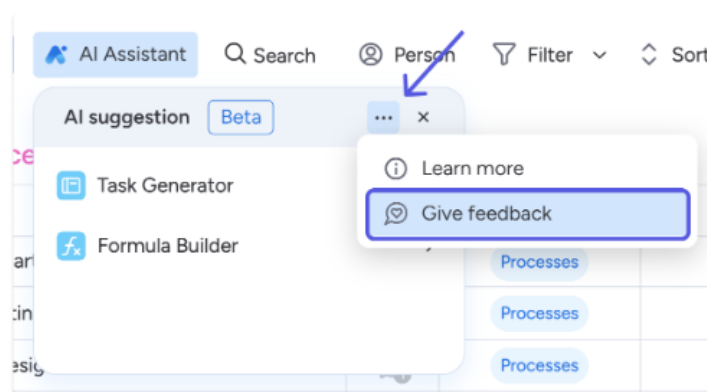 AI Assistant Search Person Filter Sort
AI suggestion Beta
Learn more
Task Generator
Give feedback
Formula Builder
Processes
Processes
Processes